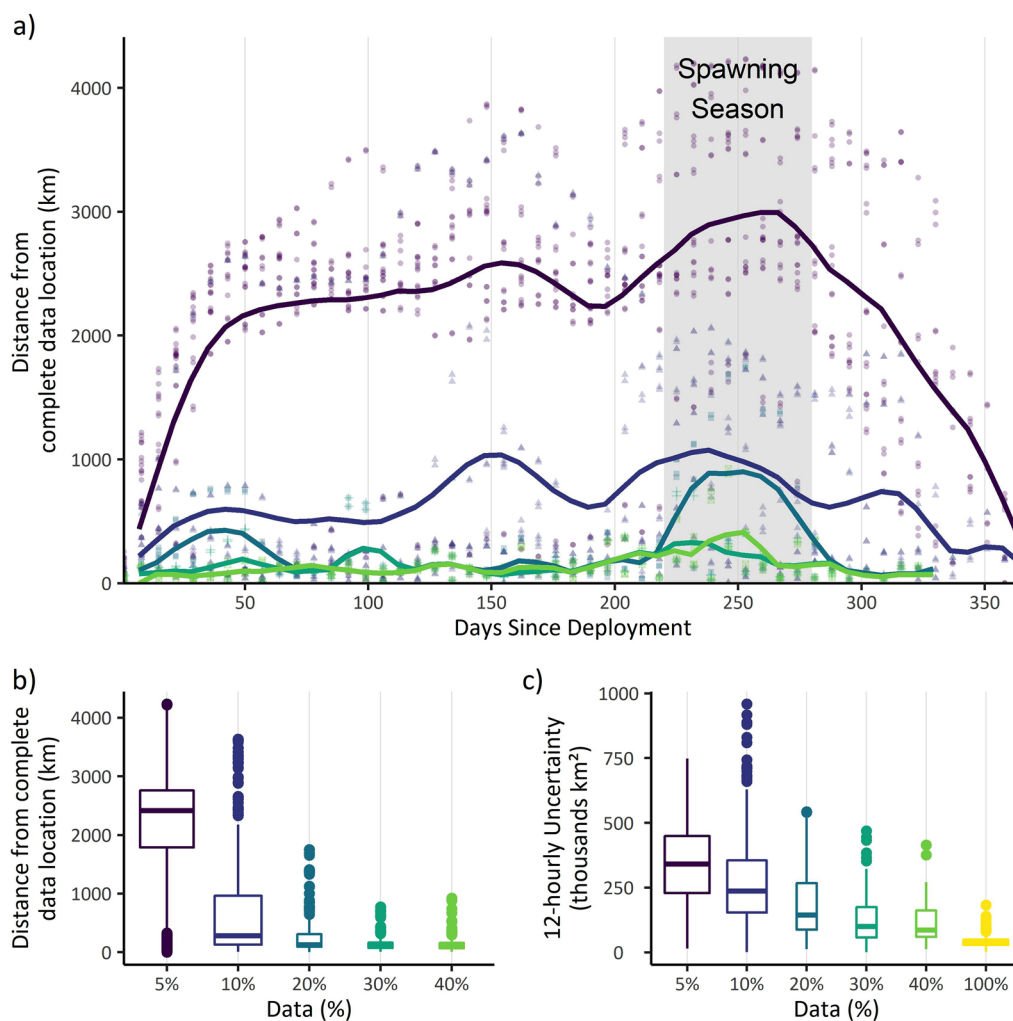 a)
Distance from
complete data location (km)
4000
3000
2000
1000
0
Spawning
Season
50
100
150
200
250
300
350
Days Since Deployment
b)
Distance from complete
data location (km)
4000
3000
2000
1000
0
5%
10%
20%
30%
40%
Data (%)
c)
12-hourly Uncertainty
(thousands km²)
1000
750
500
250
0
5%
10%
20%
30%
40%
100%
Data (%)